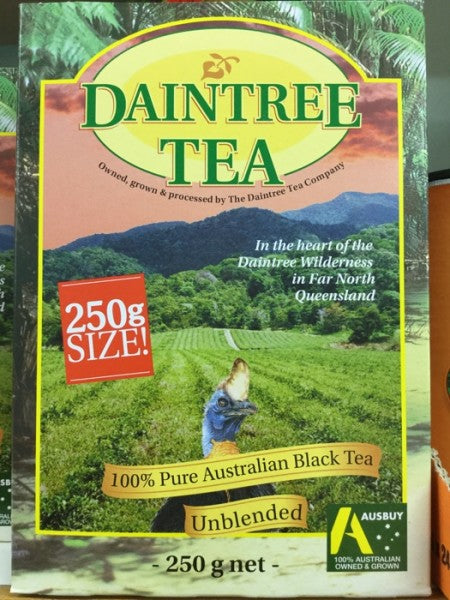 DAINTREE
TEA
Owned, grown & processed by The Daintree Tea Company
In the heart of the
Daintree Wilderness
in Far North
Queensland
250g
SIZE!
100% Pure Australian Black Tea
Unblended
- 250 g net -
AUSBUY
100% AUSTRALIAN
OWNED & GROWN